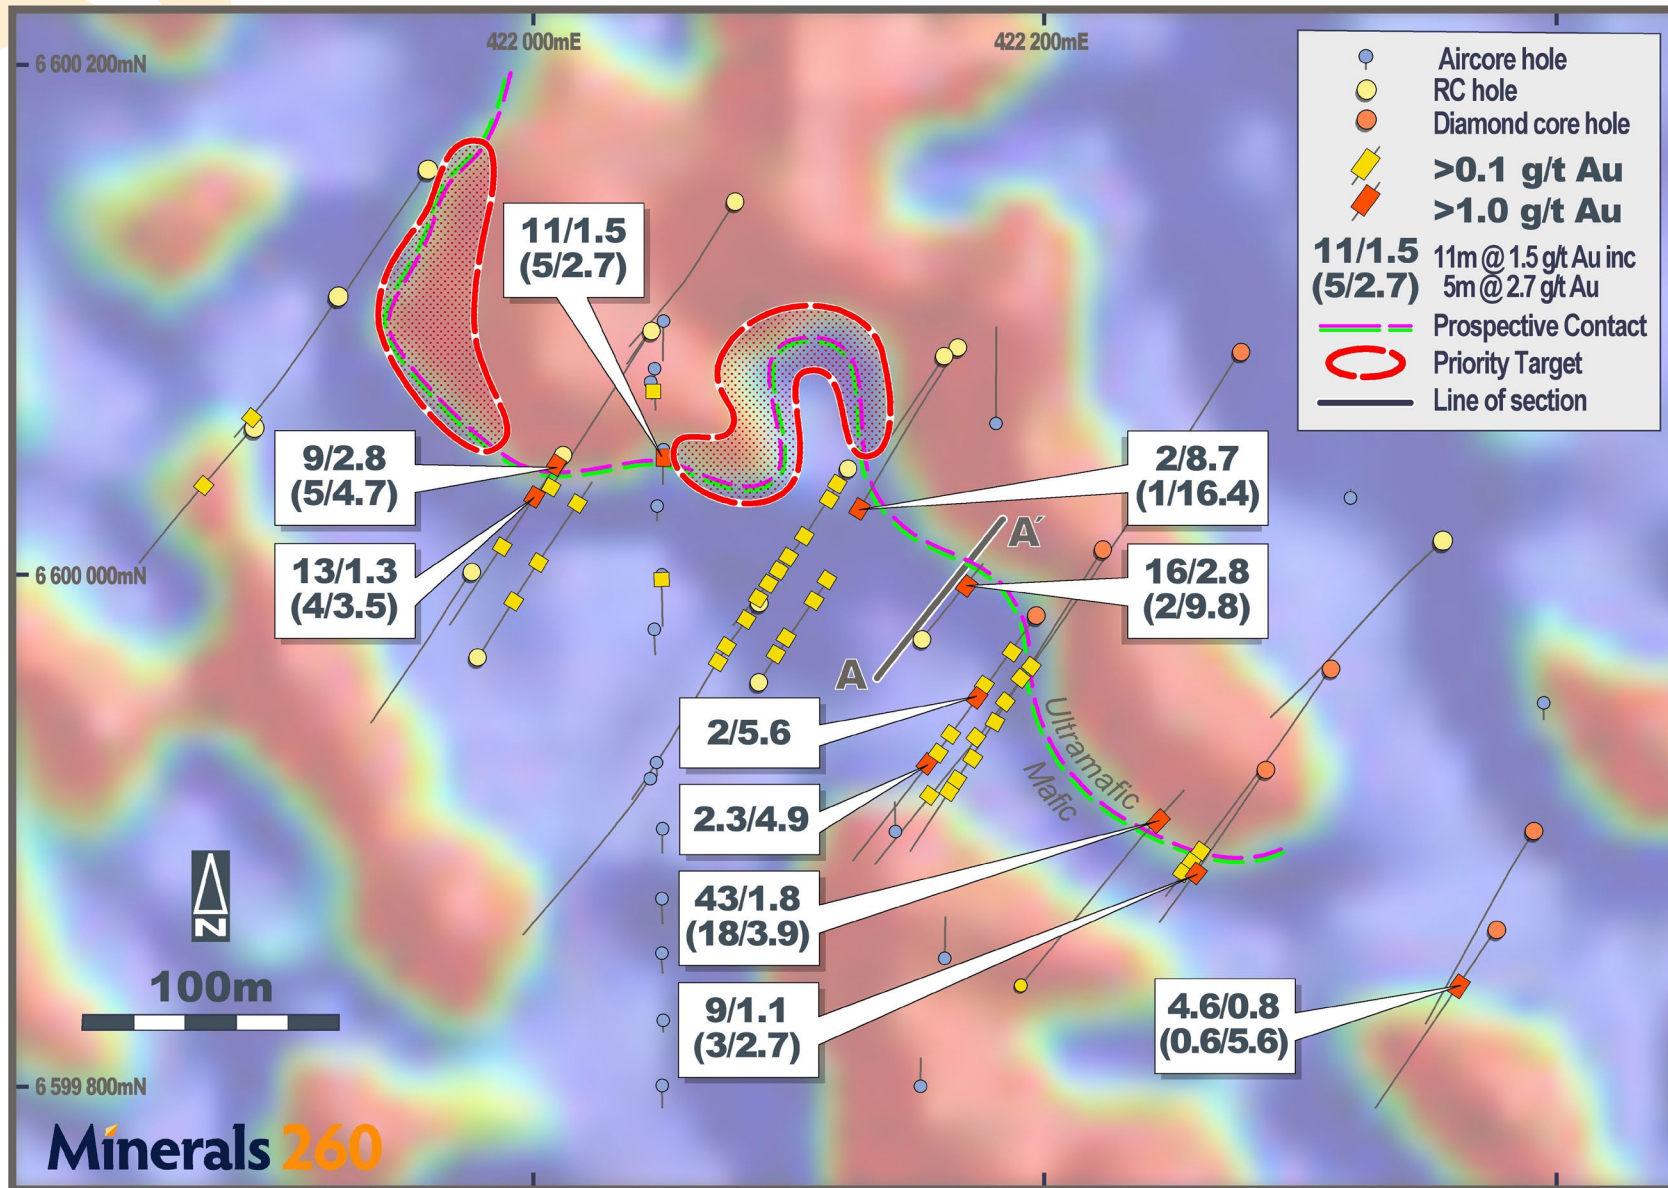 422 000mE
422 200mE
6 600 200mN
6 600 000mN
6 599 800mN
Aircore hole
RC hole
Diamond core hole
>0.1 g/t Au
>1.0 g/t Au
11/1.5
(5/2.7)
11m @ 1.5 g/t Au inc
5m @ 2.7 g/t Au
Prospective Contact
Priority Target
Line of section
11/1.5
(5/2.7)
9/2.8
(5/4.7)
13/1.3
(4/3.5)
2/8.7
(1/16.4)
16/2.8
(2/9.8)
A´
A
2/5.6
2.3/4.9
43/1.8
(18/3.9)
9/1.1
(3/2.7)
4.6/0.8
(0.6/5.6)
Ultramafic
Mafic
N
100m
Minerals 260